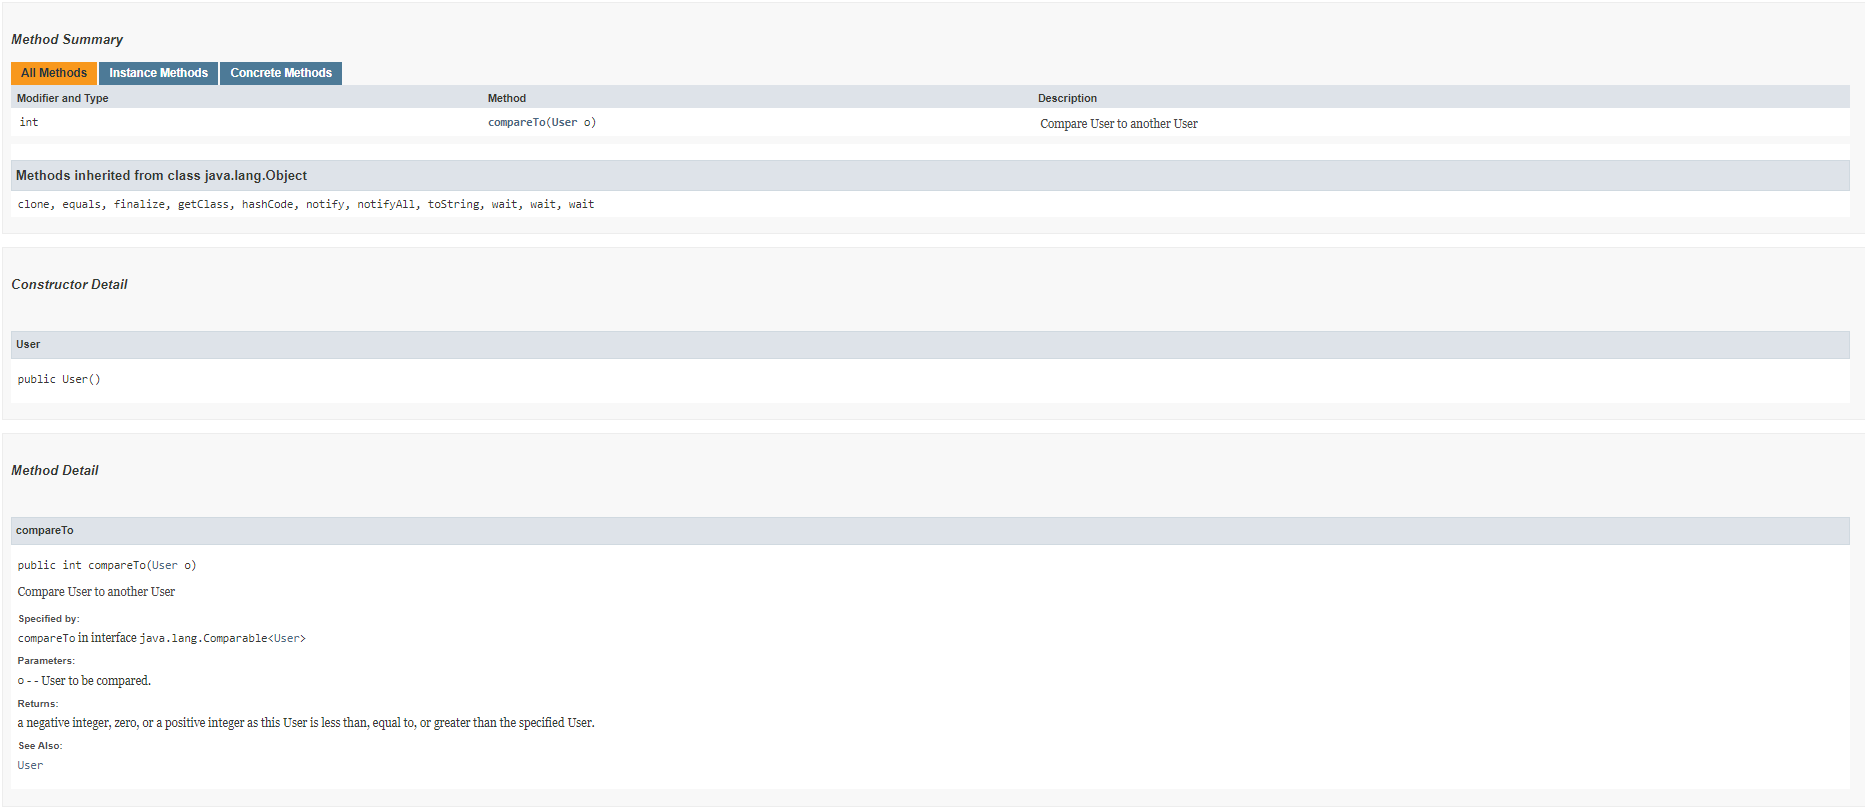 Method Summary
All Methods Instance Methods Concrete Methods
Modifier and Type Method Description
int compareTo(User o) Compare User to another User
Methods inherited from class java.lang.Object
clone, equals, finalize, getClass, hashCode, notify, notifyAll, toString, wait, wait, wait
Constructor Detail
User
public User()
Method Detail
compareTo
public int compareTo(User o)
Compare User to another User
Specified by:
compareTo in interface java.lang.Comparable<User>
Parameters:
o - - User to be compared.
Returns:
a negative integer, zero, or a positive integer as this User is less than, equal to, or greater than the specified User.
See Also:
User